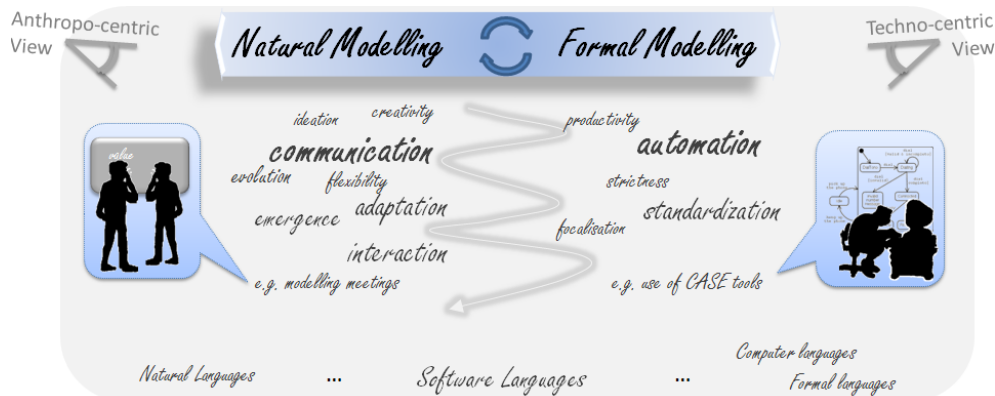 Anthropo-centric
View
Natural Modelling
Formal Modelling
Techno-centric
View
ideation
creativity
communication
evolution
flexibility
emergence
adaptation
interaction
e.g. modelling meetings
productivity
automation
strictness
standardization
focalisation
e.g. use of CASE tools
value
Natural Languages
...
Software Languages
...
Computer languages
Formal languages